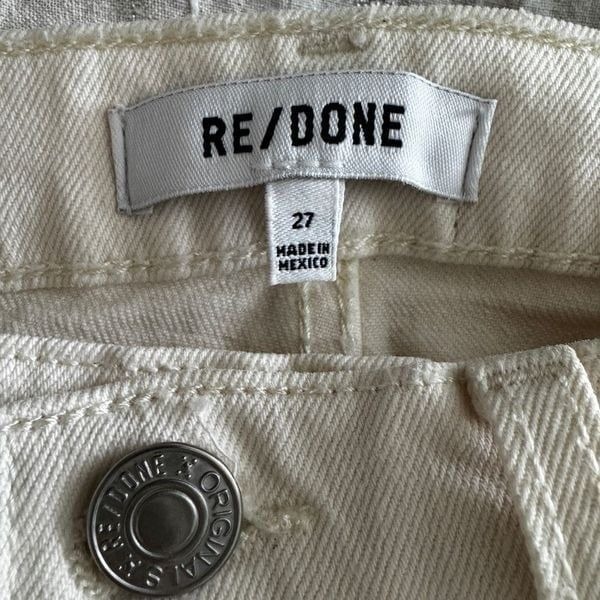 RE/DONE
27
MADE IN
MEXICO
RE/DONE X ORIGINALS X